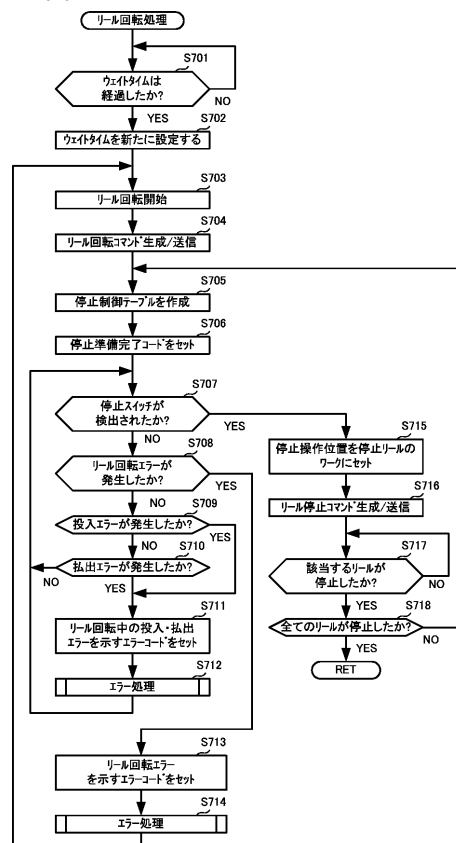 リール回転処理
S701
ウェイトタイムは
経過したか?
NO
YES
S702
ウェイトタイムを新たに設定する
S703
リール回転開始
S704
リール回転コマンド生成/送信
S705
停止制御テーブルを作成
S706
停止準備完了コードをセット
S707
停止スイッチが
検出されたか?
YES
NO
S708
リール回転エラーが
発生したか?
YES
NO
S709
投入エラーが発生したか?
YES
NO
S710
払出エラーが発生したか?
NO
YES
S711
リール回転中の投入・払出
エラーを示すエラーコードをセット
S712
エラー処理
S713
リール回転エラー
を示すエラーコードをセット
S714
エラー処理
S715
停止操作位置を停止リールの
ワークにセット
S716
リール停止コマンド生成/送信
S717
該当するリールが
停止したか?
NO
YES
S718
全てのリールが停止したか?
NO
YES
RET